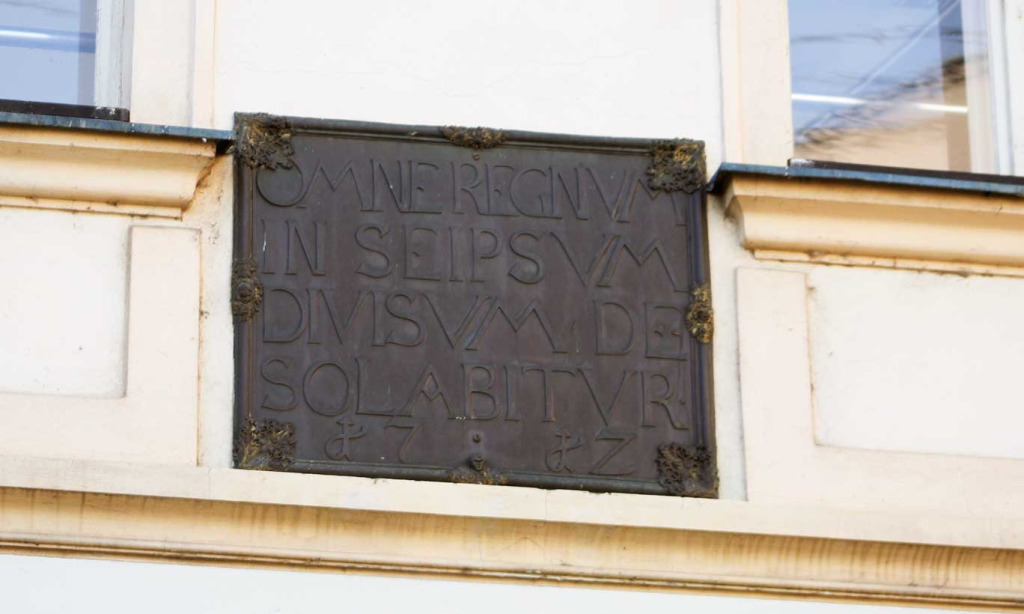 OMNE REGNVM
IN SEIPSVM
DIVISVM DE
SOLABITVR.